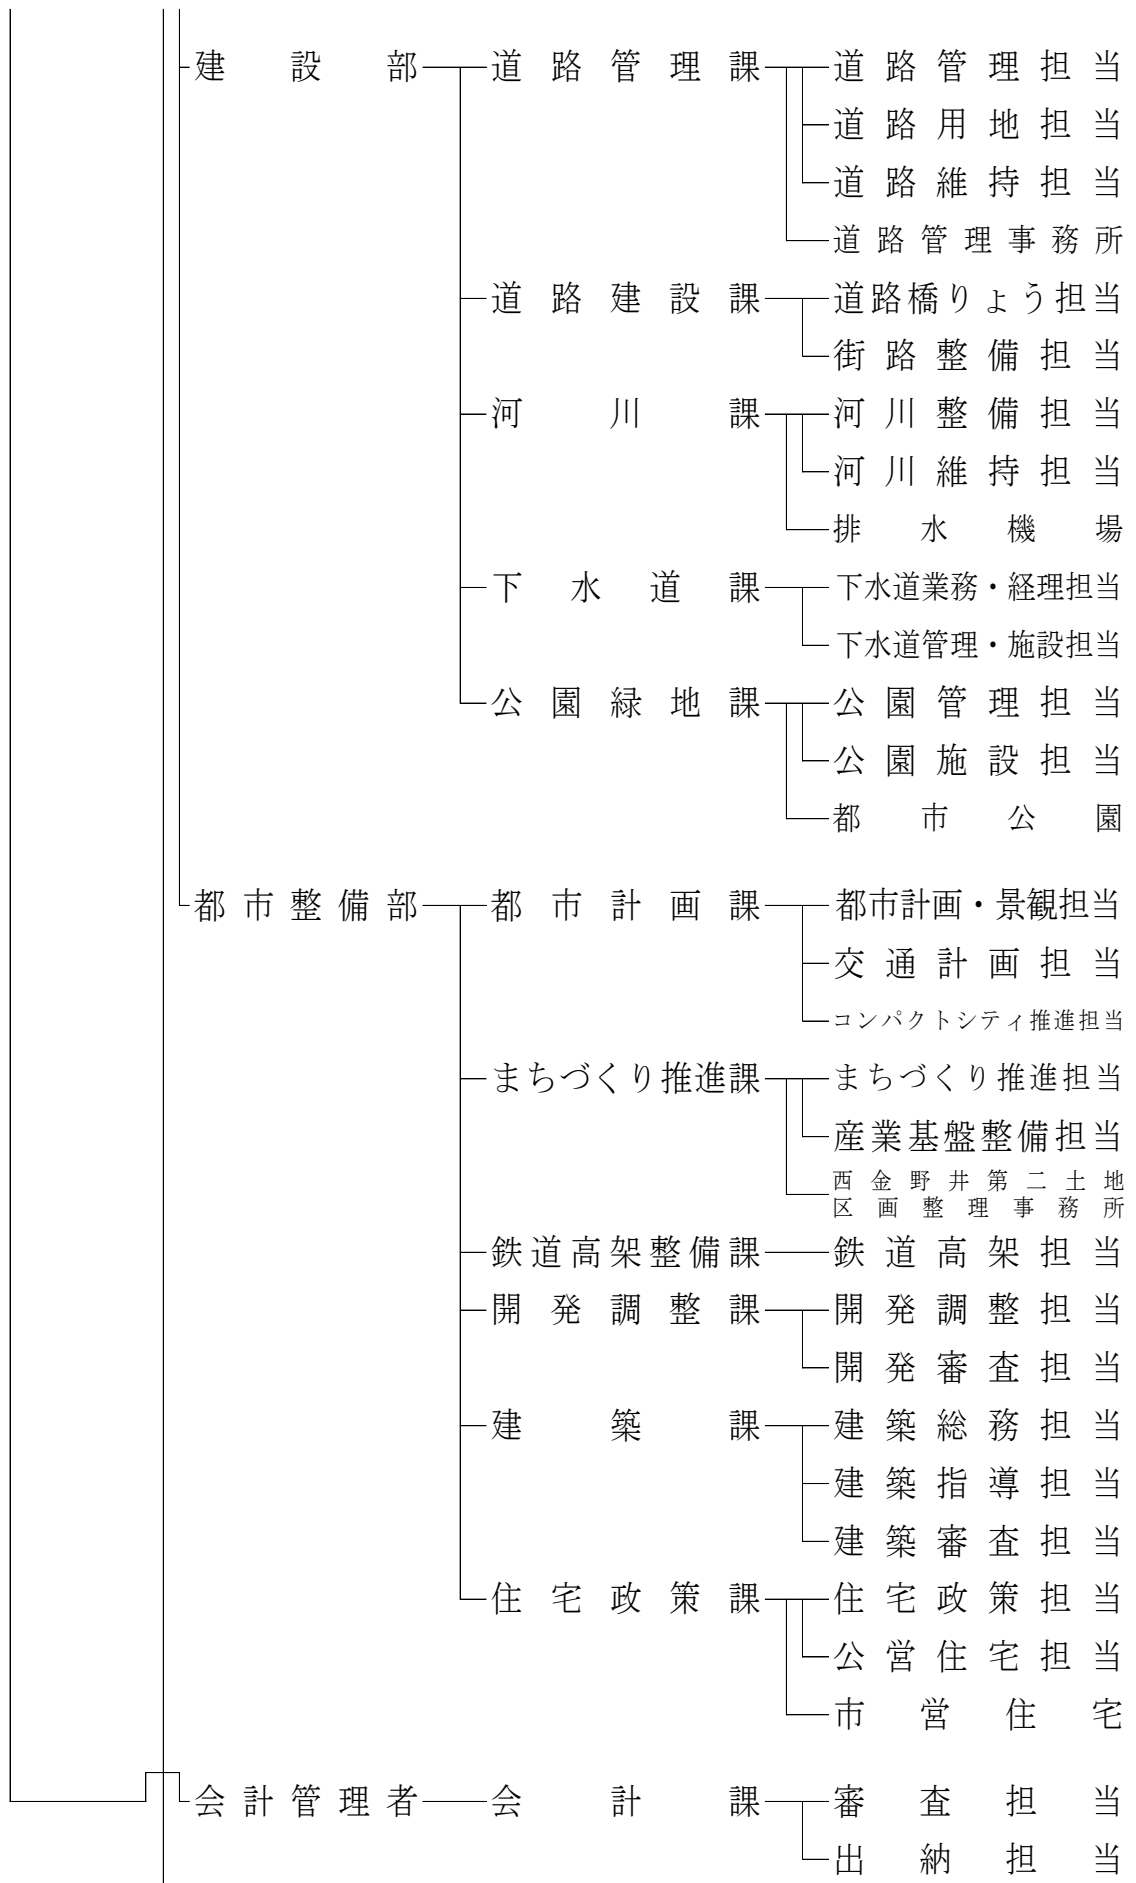 建設部 道路管理課 道路管理担当
道路用地担当
道路維持担当
道路管理事務所
道路建設課 道路橋りょう担当
街路整備担当
河川課 河川整備担当
河川維持担当
排水機場
下水道課 下水道業務・経理担当
下水道管理・施設担当
公園緑地課 公園管理担当
公園施設担当
都市公園
都市整備部 都市計画課 都市計画・景観担当
交通計画担当
コンパクトシティ推進担当
まちづくり推進課 まちづくり推進担当
産業基盤整備担当
西金野井第二土地
区画整理事務所
鉄道高架整備課 鉄道高架担当
開発調整課 開発調整担当
開発審査担当
建築課 建築総務担当
建築指導担当
建築審査担当
住宅政策課 住宅政策担当
公営住宅担当
市営住宅
会計管理者 会計課 審査担当
出納担当